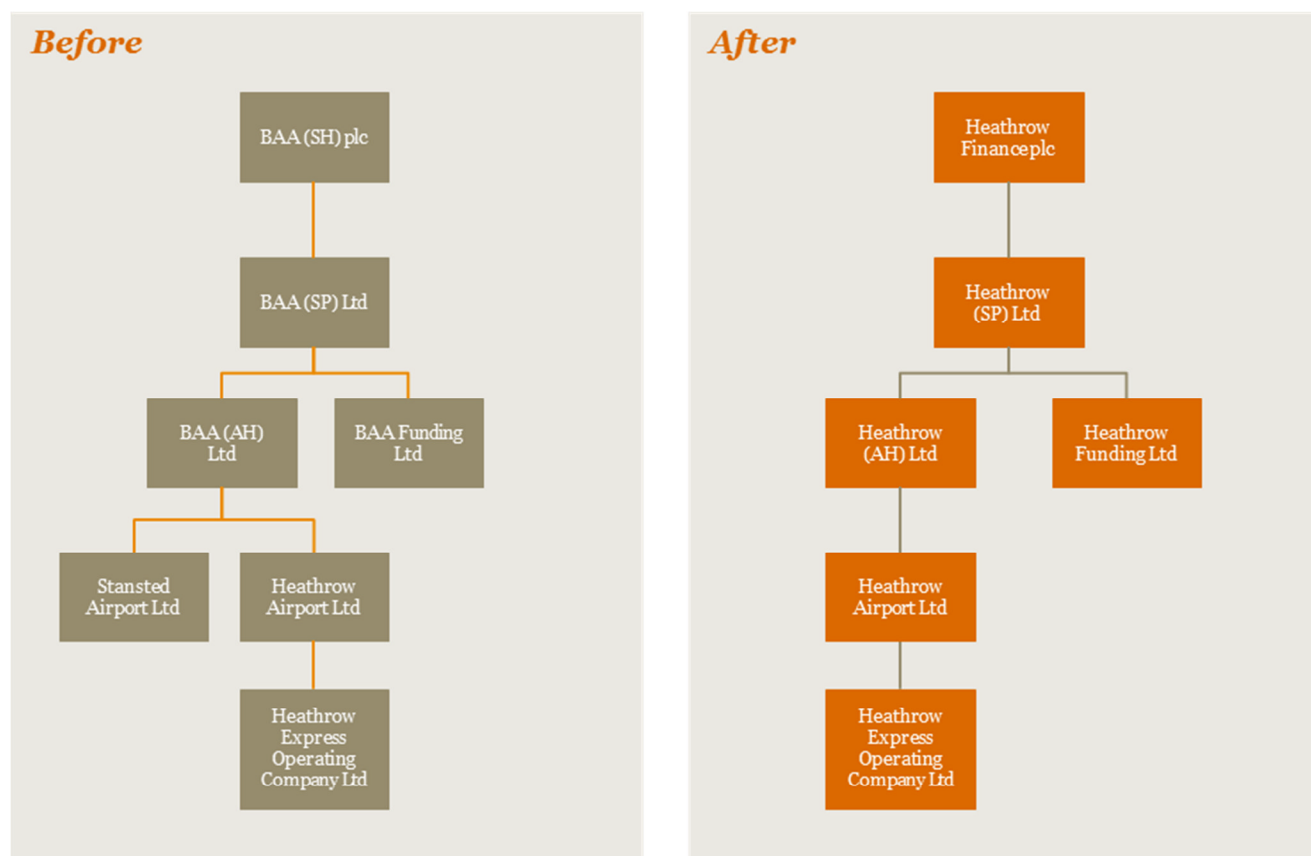 Before
BAA (SH) plc
BAA (SP) Ltd
BAA (AH)
Ltd
BAA Funding
Ltd
Stansted
Airport Ltd
Heathrow
Airport Ltd
Heathrow
Express
Operating
Company Ltd
After
Heathrow
Finance plc
Heathrow
(SP) Ltd
Heathrow
(AH) Ltd
Heathrow
Funding Ltd
Heathrow
Airport Ltd
Heathrow
Express
Operating
Company Ltd